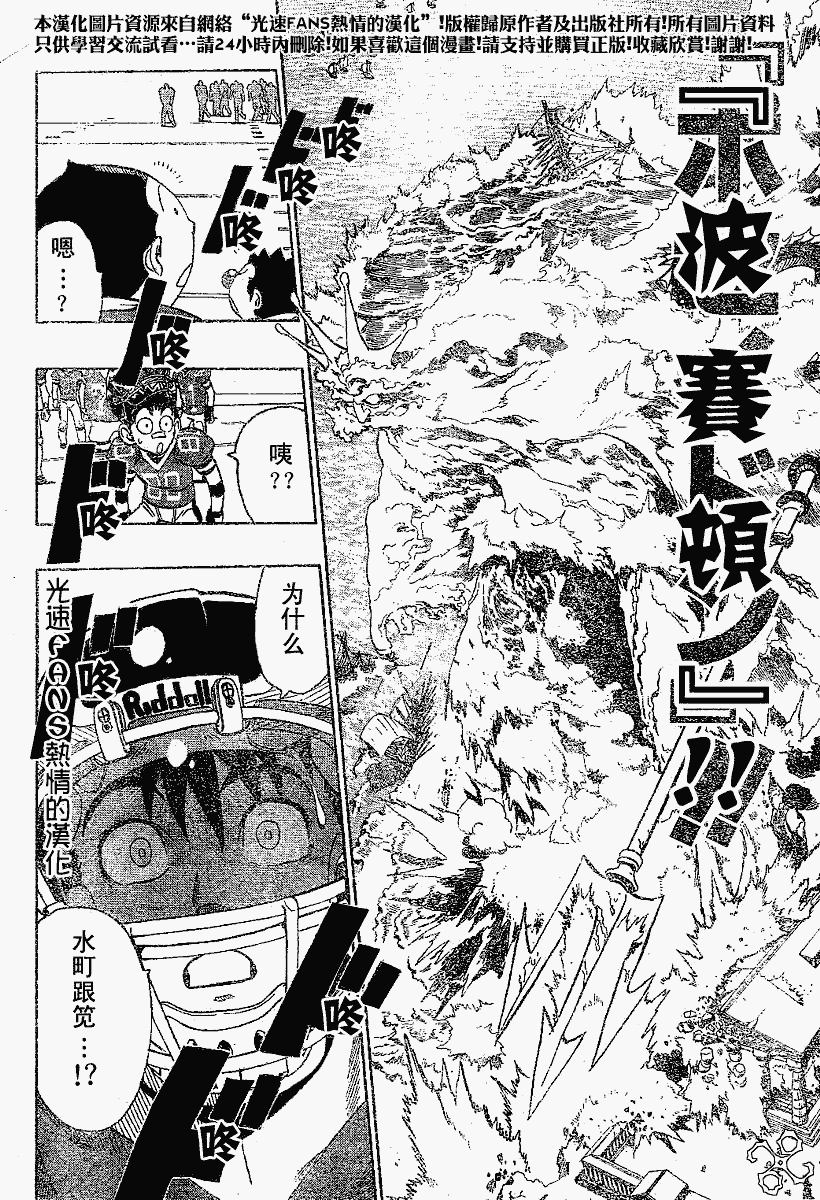 本漢化圖片資源來自網絡“光速FANS熱情的漢化”!版權歸原作者及出版社所有!所有圖片資料
只供學習交流試看…請24小時內刪除!如果喜歡這個漫畫!請支持並購買正版!收藏欣賞!謝謝!
『波賽頓』!!
咚
咚
咚
嗯…?
咚
咦??
咚
为什么
咚
Riddell
光速FANS熱情的漢化
水町跟笕…!?
咚
咚